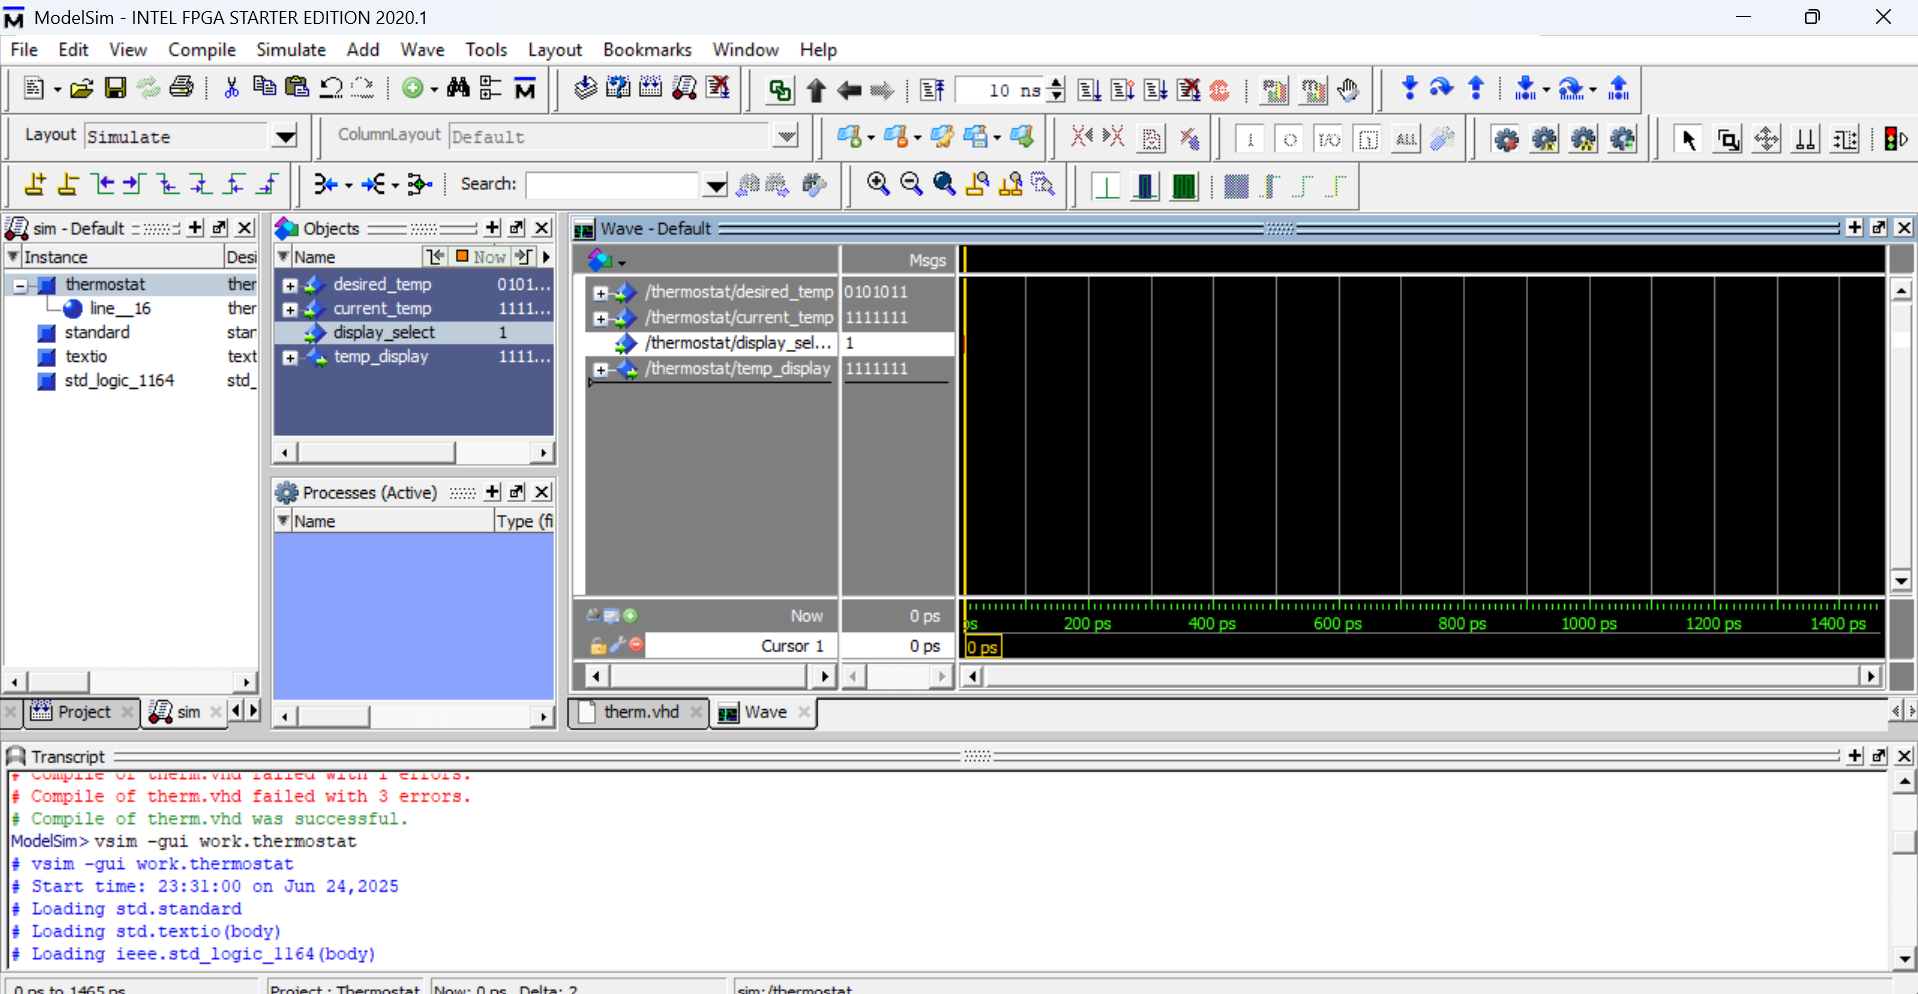 ModelSim - INTEL FPGA STARTER EDITION 2020.1
File Edit View Compile Simulate Add Wave Tools Layout Bookmarks Window Help
10 ns
Layout Simulate
ColumnLayout Default
ALL
Search:
sim - Default
Instance Desi
thermostat ther
line__16 ther
standard stan
textio text
std_logic_1164 std_
Project
sim
Objects
Name Now
desired_temp 0101...
current_temp 1111...
display_select 1
temp_display 1111...
Processes (Active)
Name Type (fi
Wave - Default
Msgs
/thermostat/desired_temp 0101011
/thermostat/current_temp 1111111
/thermostat/display_sel... 1
/thermostat/temp_display 1111111
Now 0 ps
ps 200 ps 400 ps 600 ps 800 ps 1000 ps 1200 ps 1400 ps
Cursor 1 0 ps
0 ps
therm.vhd
Wave
Transcript
# Compile of therm.vhd failed with 1 errors.
# Compile of therm.vhd failed with 3 errors.
# Compile of therm.vhd was successful.
ModelSim> vsim -gui work.thermostat
# vsim -gui work.thermostat
# Start time: 23:31:00 on Jun 24,2025
# Loading std.standard
# Loading std.textio(body)
# Loading ieee.std_logic_1164(body)
0 ps to 1465 ps
Project : Thermostat
Now: 0 ps Delta: 2
sim:/thermostat